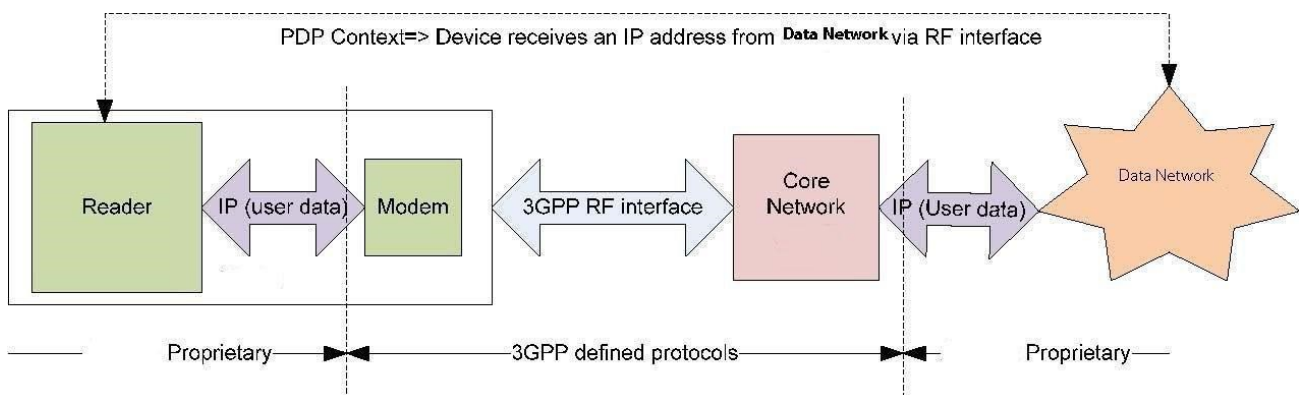 PDP Context=> Device receives an IP address from Data Network via RF interface
Reader
IP (user data)
Modem
3GPP RF interface
Core
Network
IP (User data)
Data Network
Proprietary
3GPP defined protocols
Proprietary